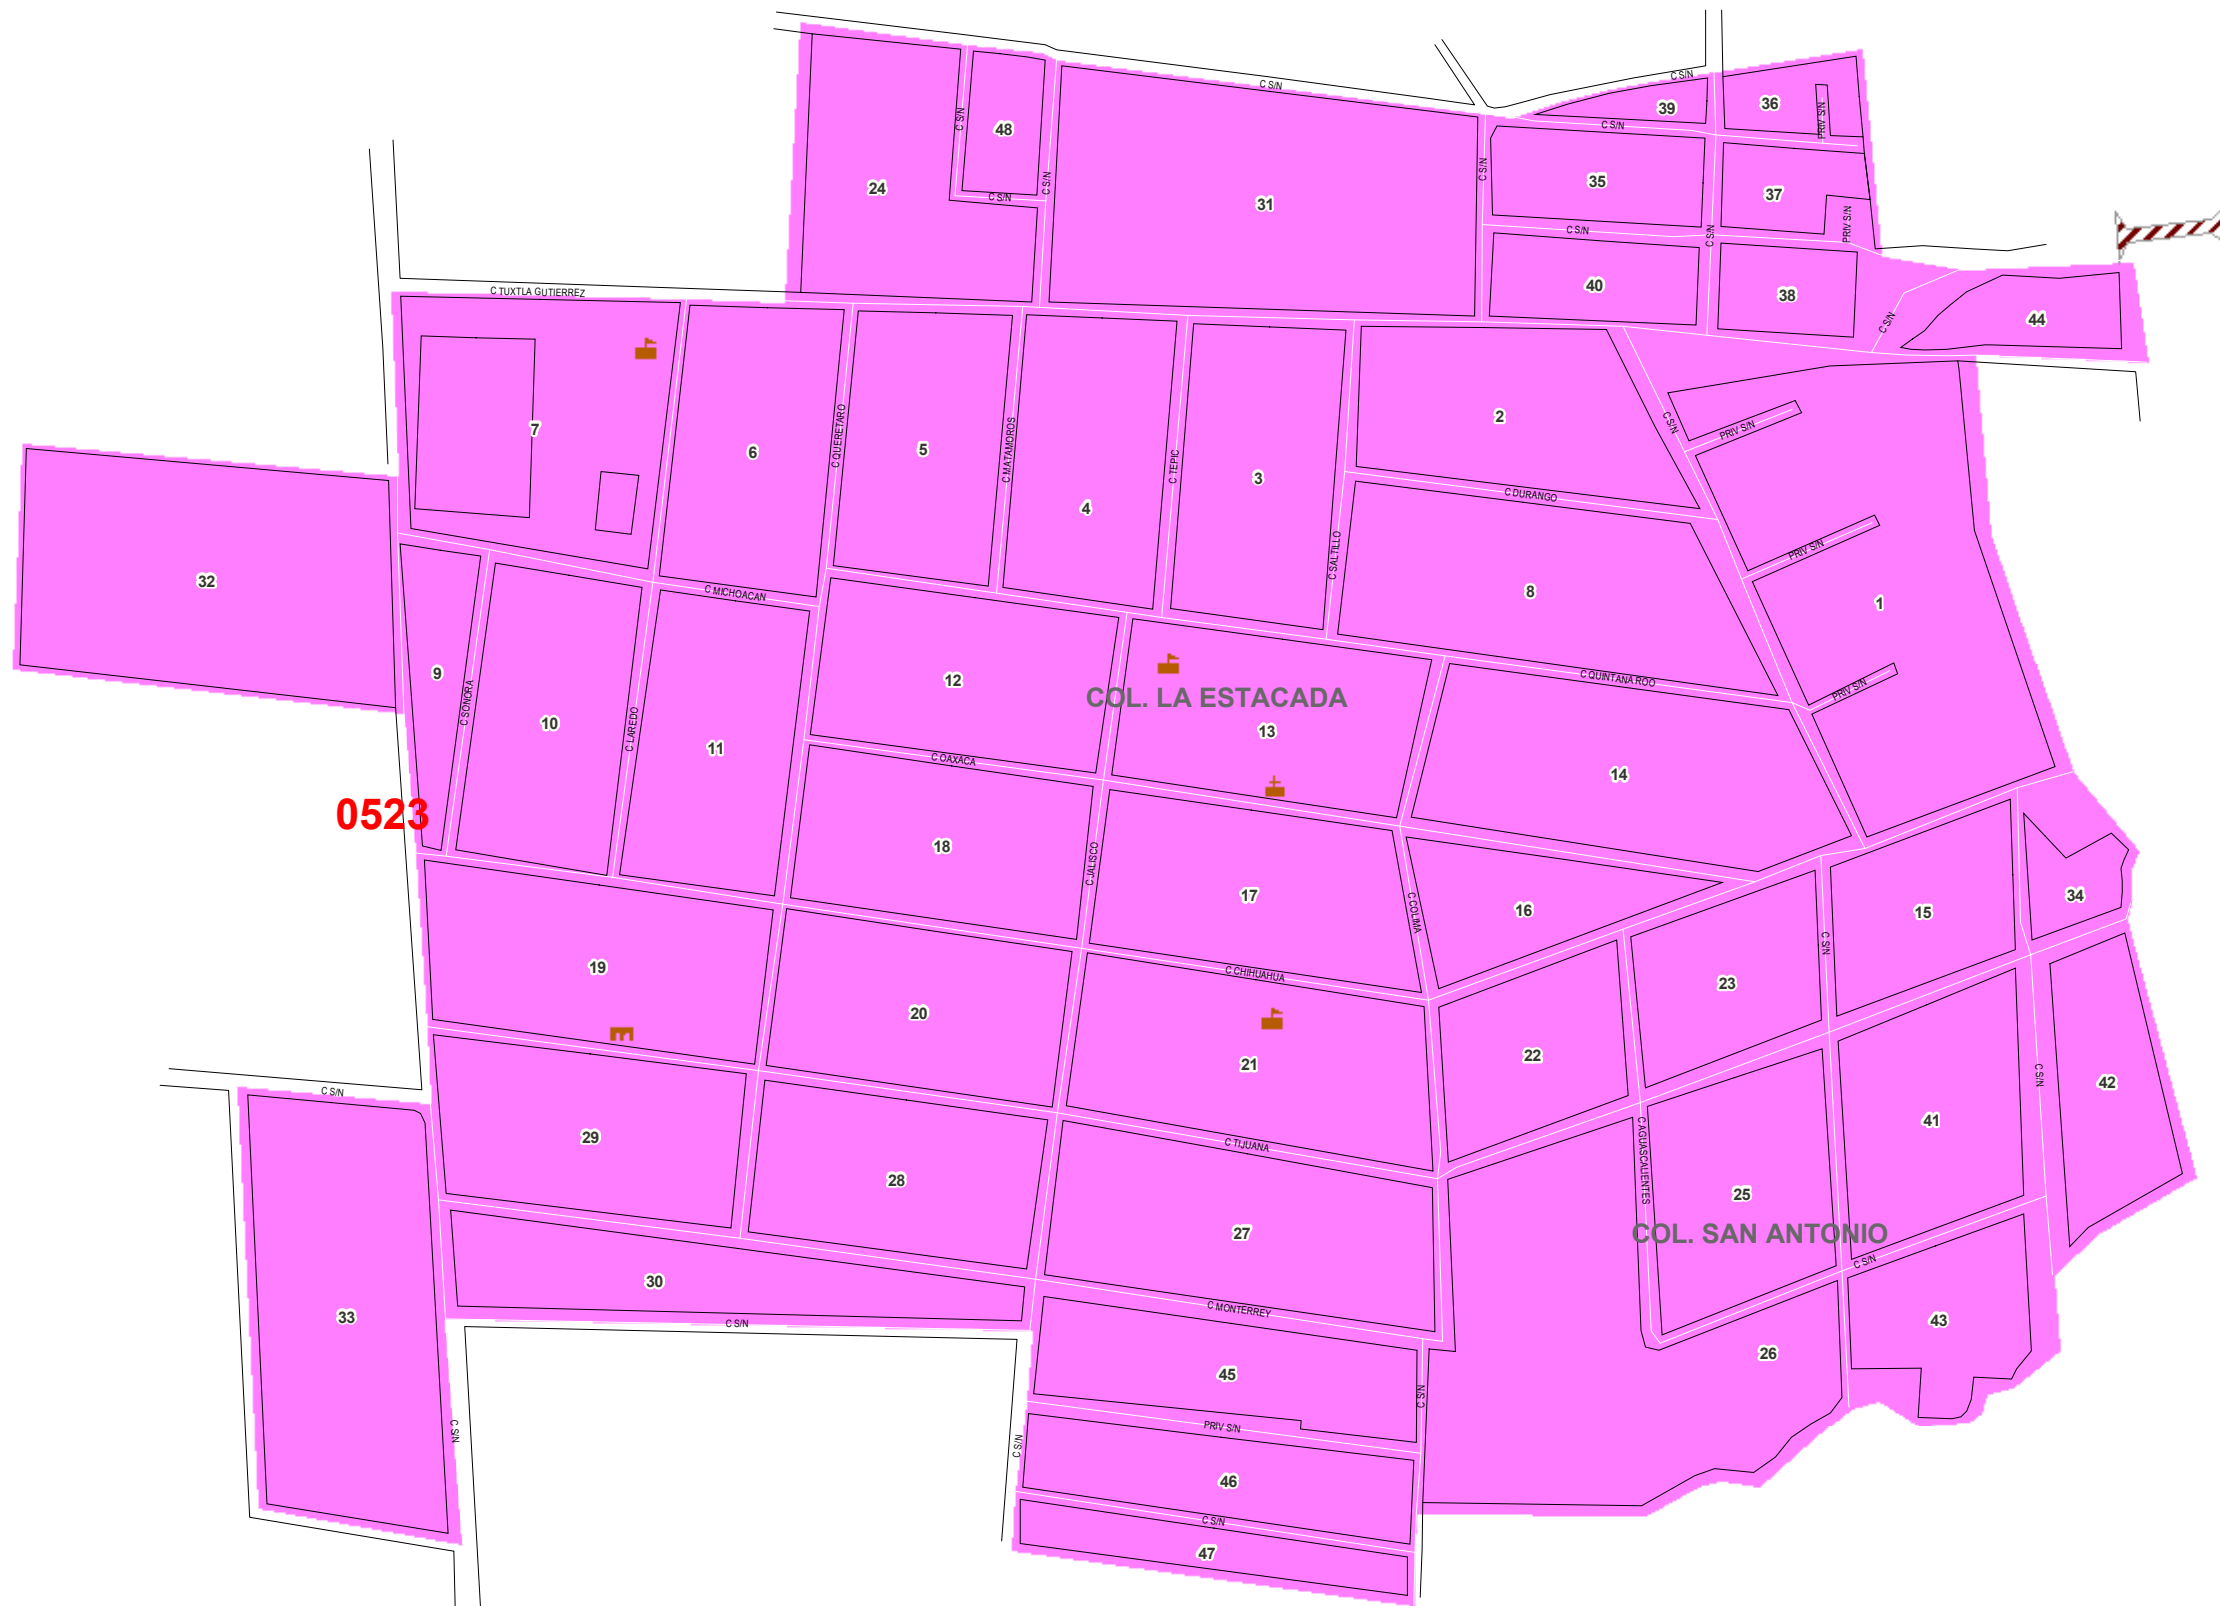 C S/N
C S/N
39
36
PRIV S/N
48
C S/N
C S/N
C S/N
C S/N
35
24
C S/N
31
37
PRIV S/N
C S/N
C S/N
40
38
C S/N
44
C TUXTLA GUTIERREZ
7
6
C QUERETARO
5
C MATAMOROS
4
C TEPIC
3
2
C S/N
PRIV S/N
C DURANGO
C SALTILLO
PRIV S/N
32
C MICHOACAN
8
1
9
C SONORA
10
C LAREDO
11
12
COL. LA ESTACADA
13
C QUINTANA ROO
PRIV S/N
C OAXACA
14
0523
18
C JALISCO
17
C COLIMA
16
15
34
C S/N
19
C CHIHUAHUA
23
20
21
22
C S/N
42
C S/N
29
28
C TIJUANA
C AGUASCALIENTES
41
25
27
COL. SAN ANTONIO
C S/N
30
33
C S/N
C MONTERREY
43
26
45
C S/N
C S/N
C S/N
PRIV S/N
46
C S/N
47